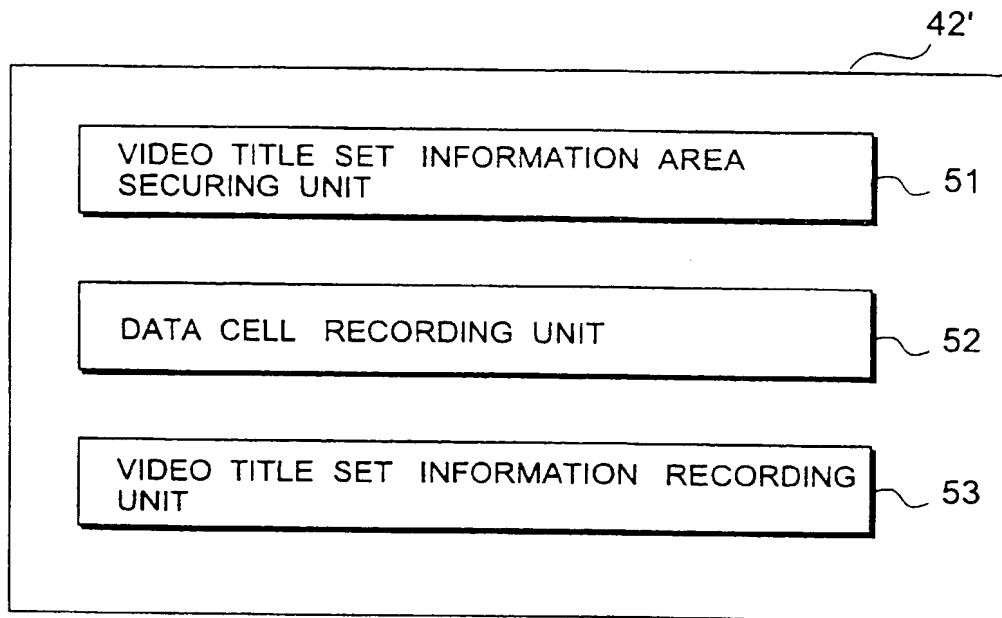 42'
VIDEO TITLE SET INFORMATION AREA
SECURING UNIT
51
DATA CELL RECORDING UNIT
52
VIDEO TITLE SET INFORMATION RECORDING
UNIT
53